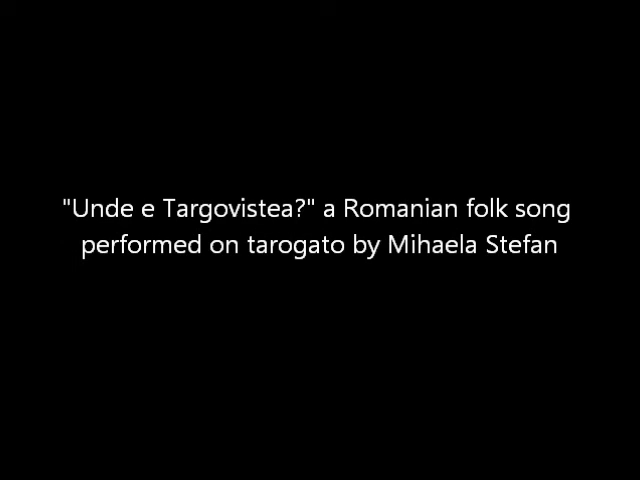 "Unde e Targovistea?" a Romanian folk song
performed on tarogato by Mihaela Stefan